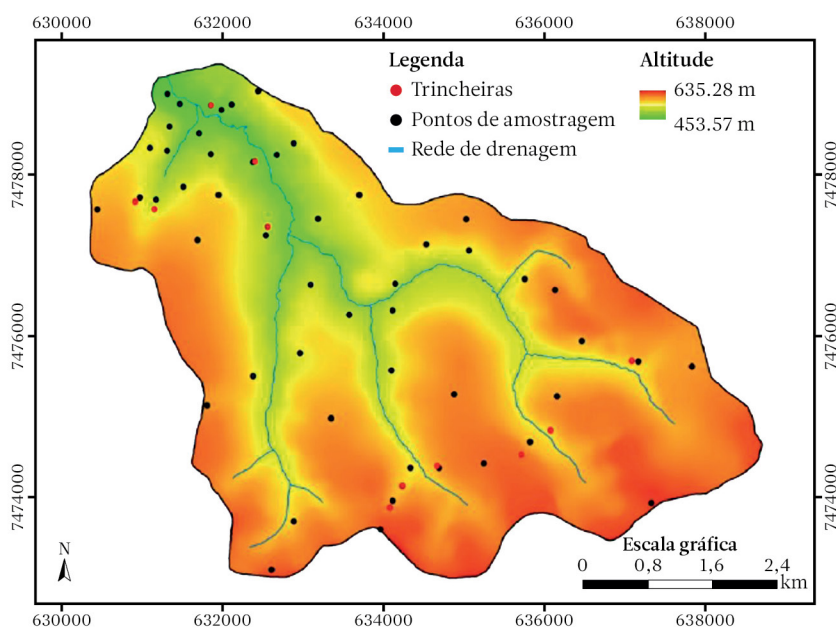 630000 632000 634000 636000 638000
Legenda
Trincheiras
Pontos de amostragem
Rede de drenagem
Altitude
635.28 m
453.57 m
7478000 7478000
7476000 7476000
7474000 7474000
N
Escala gráfica
0 0,8 1,6 2,4
km
630000 632000 634000 636000 638000